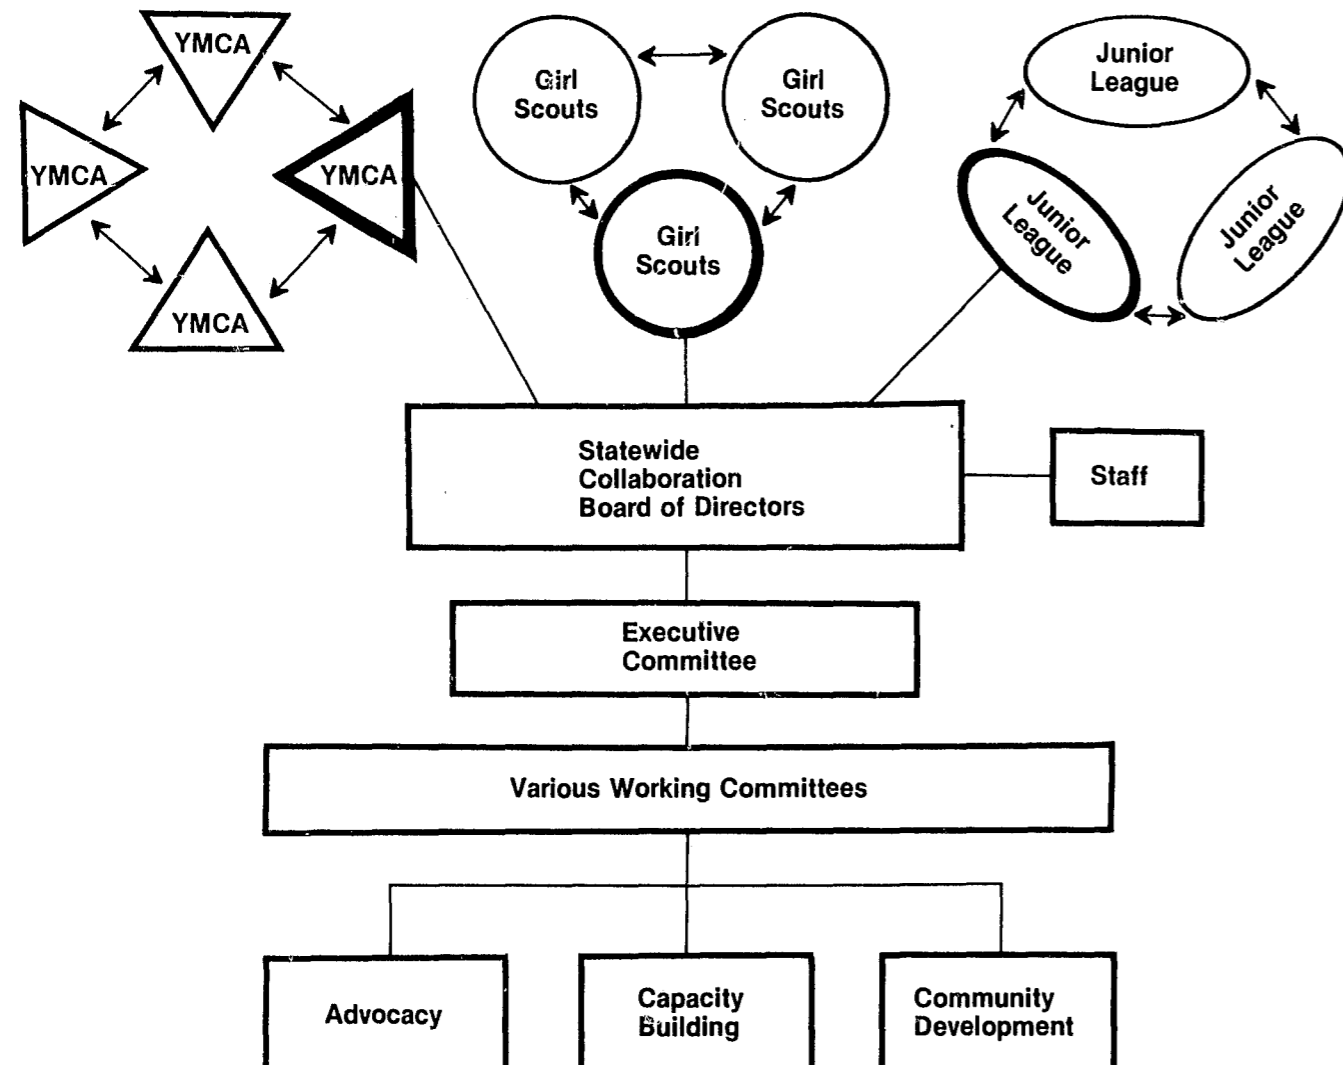 YMCA
YMCA
YMCA
YMCA
Girl
Scouts
Girl
Scouts
Girl
Scouts
Junior
League
Junior
League
Junior
League
Statewide
Collaboration
Board of Directors
Staff
Executive
Committee
Various Working Committees
Advocacy
Capacity
Building
Community
Development